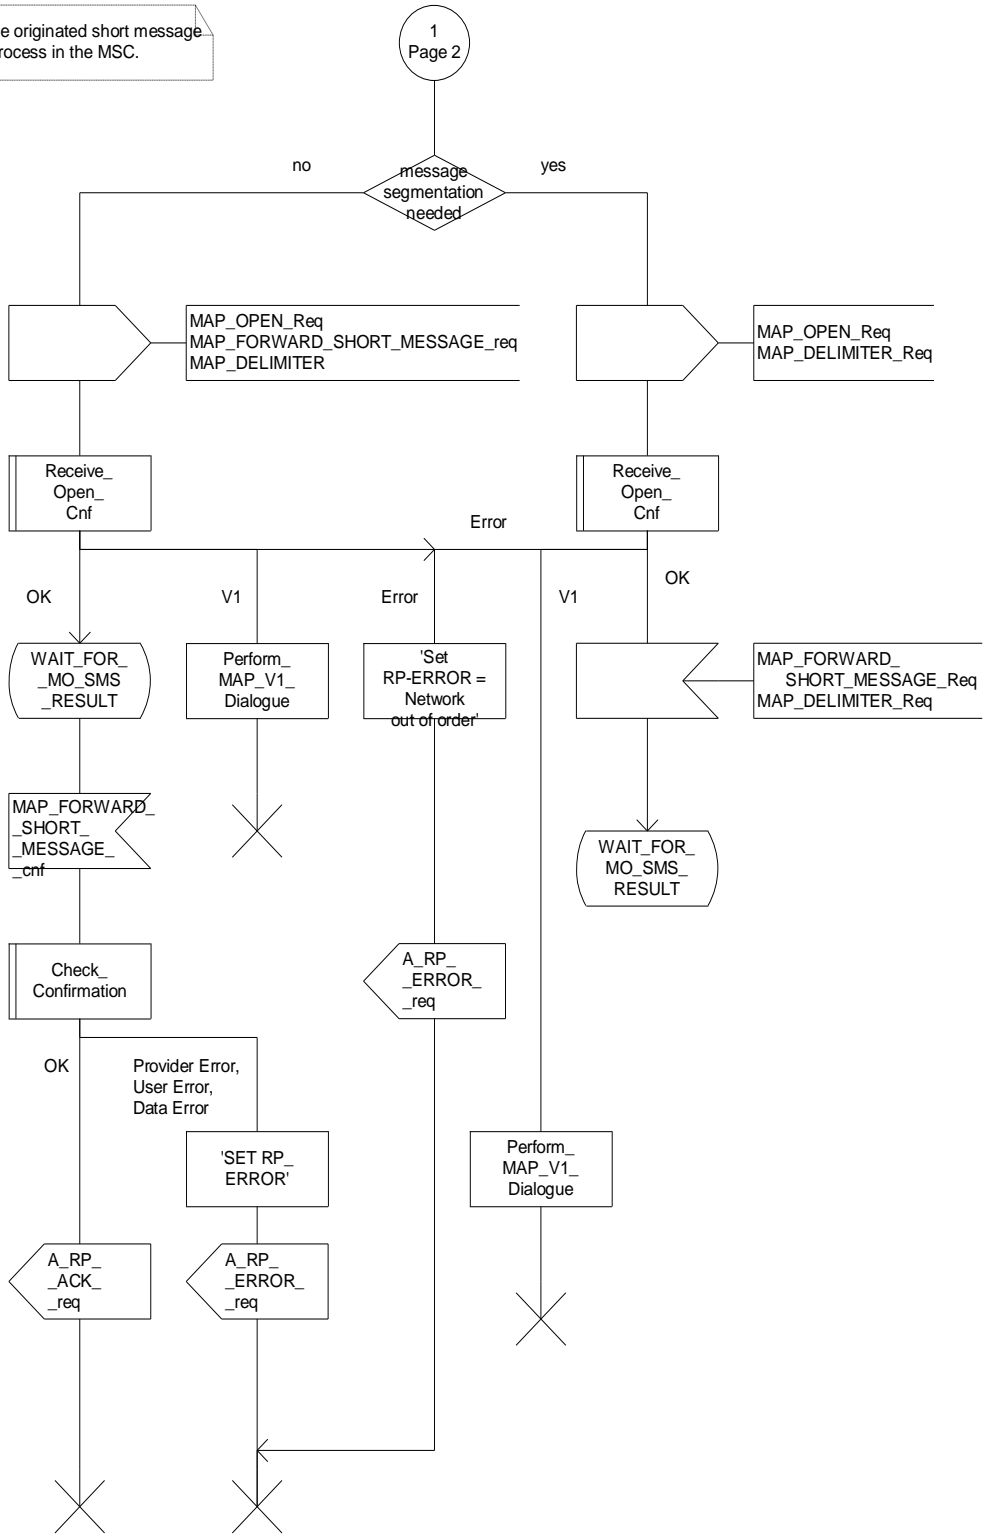 e originated short message
rocess in the MSC.
1
Page 2
no
message
segmentation
needed
yes
MAP_OPEN_Req
MAP_FORWARD_SHORT_MESSAGE_req
MAP_DELIMITER
MAP_OPEN_Req
MAP_DELIMITER_Req
Receive_
Open_
Cnf
Receive_
Open_
Cnf
Error
OK
V1
Error
V1
OK
WAIT_FOR_
_MO_SMS
_RESULT
Perform_
MAP_V1_
Dialogue
'Set
RP-ERROR =
Network
out of order'
MAP_FORWARD_
SHORT_MESSAGE_Req
MAP_DELIMITER_Req
MAP_FORWARD_
_SHORT_
_MESSAGE_
_cnf
WAIT_FOR_
MO_SMS_
RESULT
Check_
Confirmation
A_RP_
_ERROR_
_req
OK
Provider Error,
User Error,
Data Error
'SET RP_
ERROR'
Perform_
MAP_V1_
Dialogue
A_RP_
_ACK_
_req
A_RP_
_ERROR_
_req